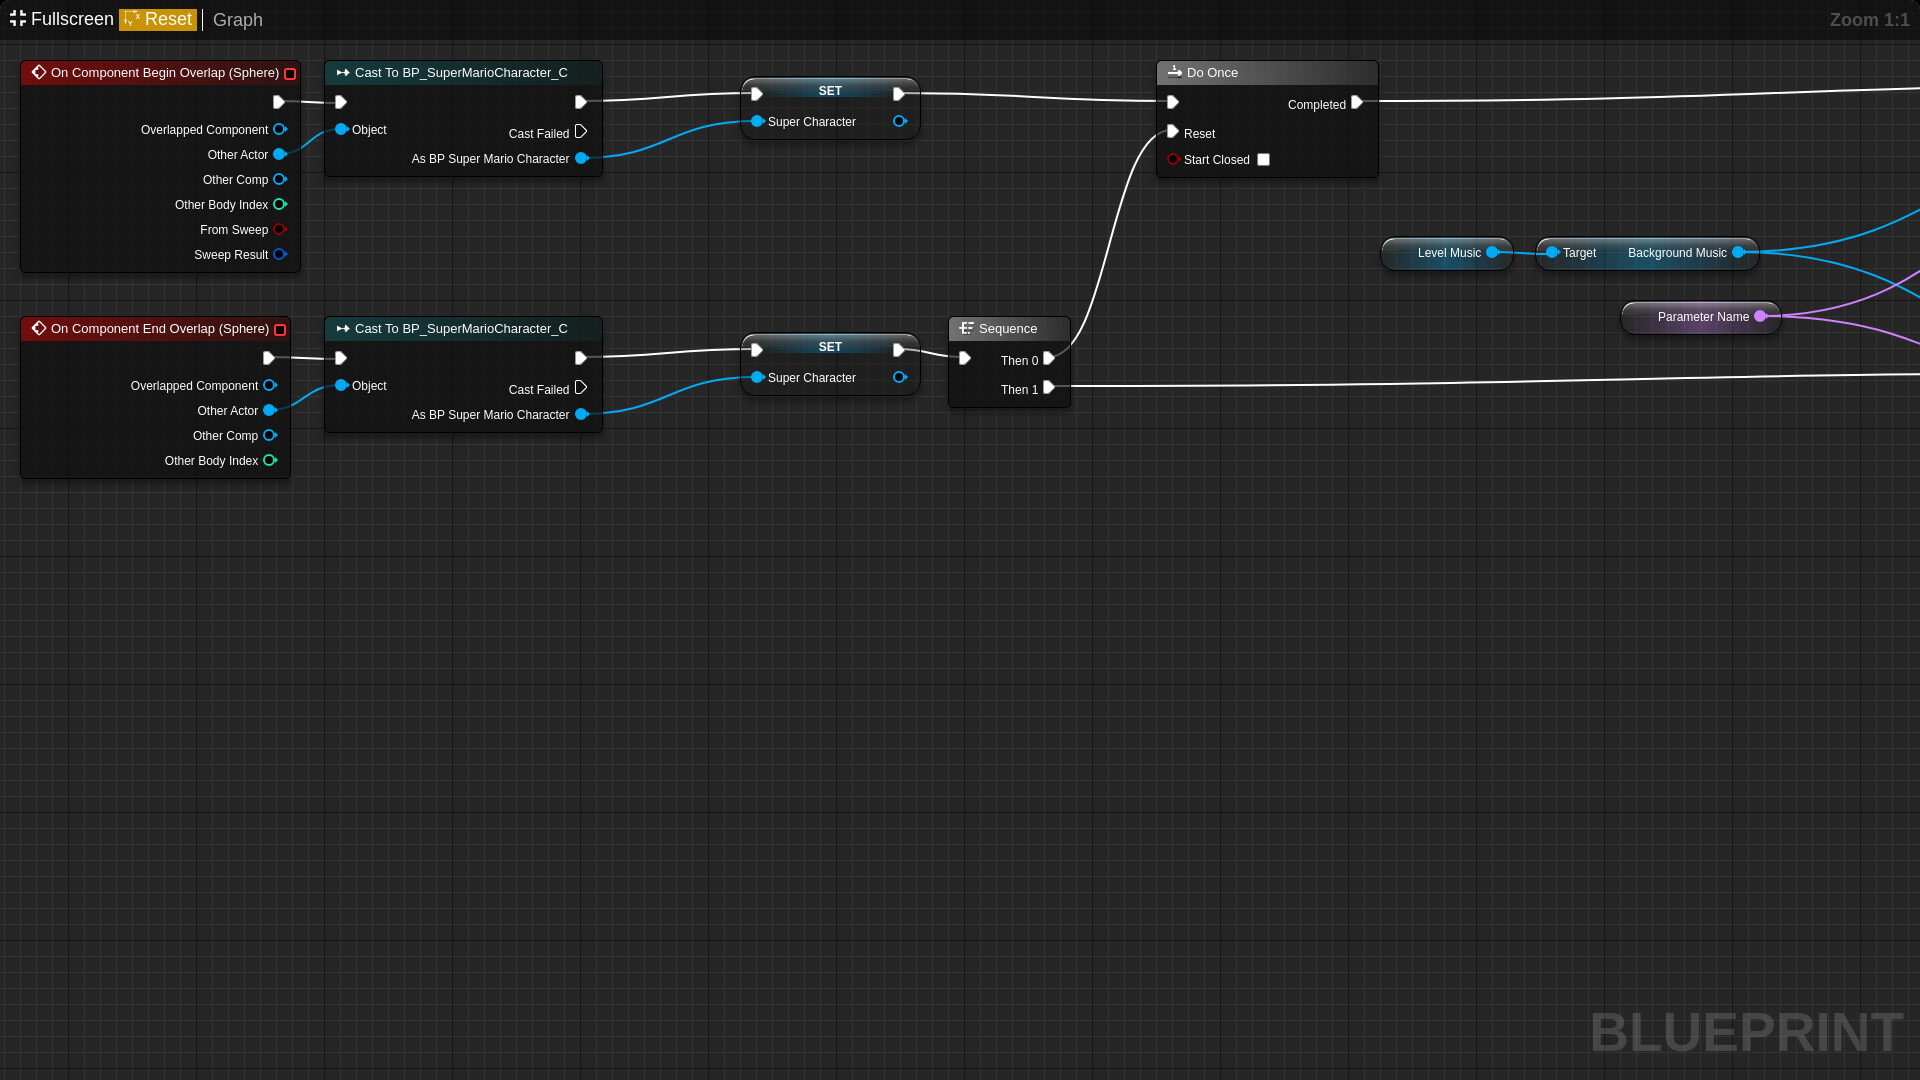 Fullscreen Reset Graph Zoom 1:1
On Component Begin Overlap (Sphere)
Overlapped Component
Other Actor
Other Comp
Other Body Index
From Sweep
Sweep Result
Cast To BP_SuperMarioCharacter_C
Object
Cast Failed
As BP Super Mario Character
SET
Super Character
Do Once
Completed
Reset
Start Closed
Level Music
Target Background Music
Parameter Name
On Component End Overlap (Sphere)
Overlapped Component
Other Actor
Other Comp
Other Body Index
Cast To BP_SuperMarioCharacter_C
Object
Cast Failed
As BP Super Mario Character
SET
Super Character
Sequence
Then 0
Then 1
BLUEPRINT